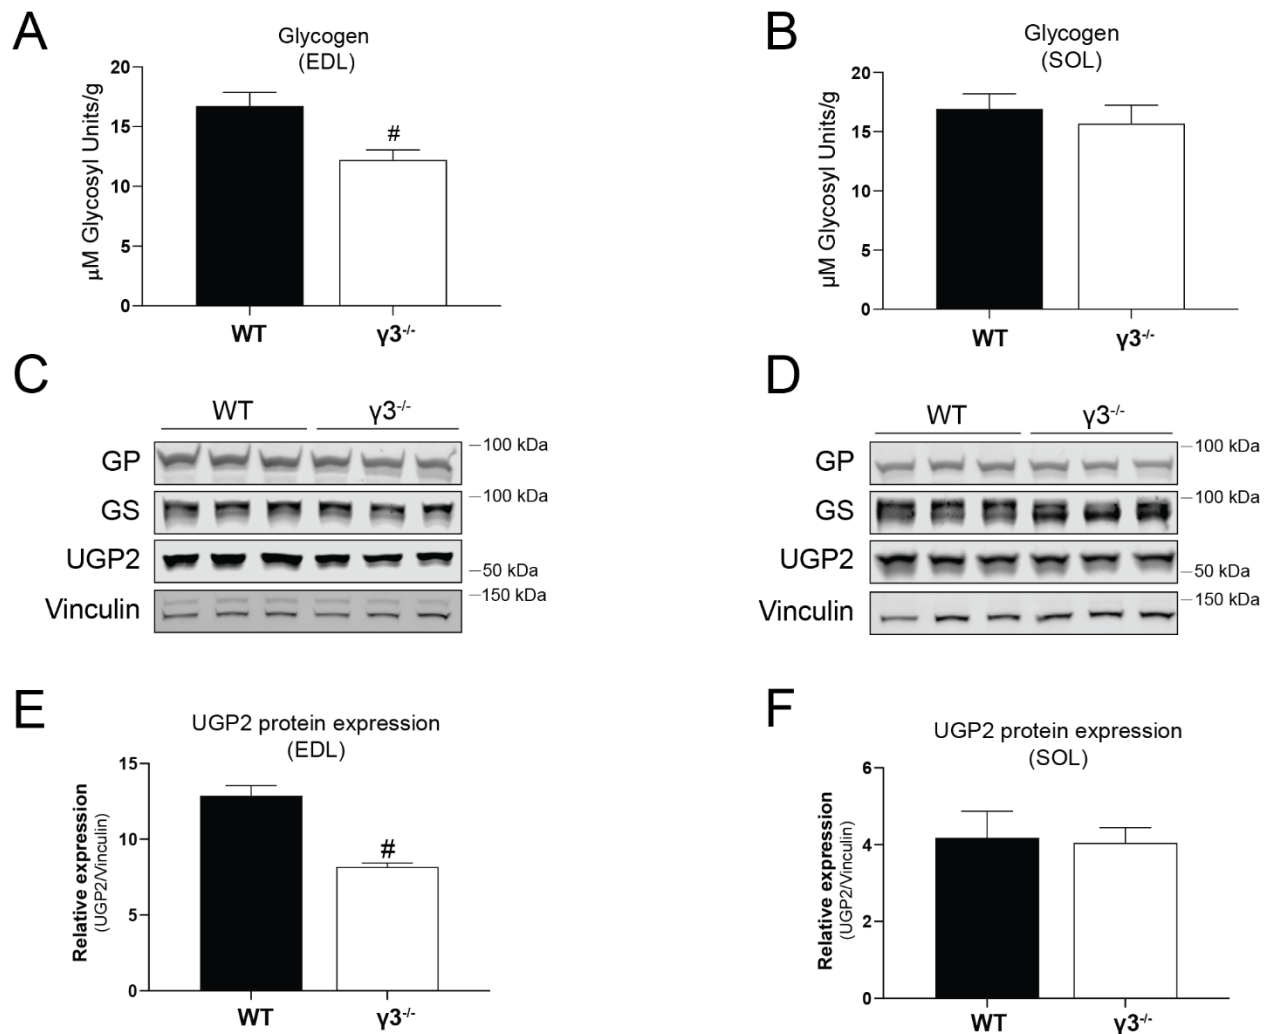 A
Glycogen
(EDL)
µM Glycosyl Units/g
20
15
10
5
0
#
WT
γ3-/-
B
Glycogen
(SOL)
µM Glycosyl Units/g
20
15
10
5
0
WT
γ3-/-
C
WT γ3-/-
GP
100 kDa
GS
100 kDa
UGP2
50 kDa
Vinculin
150 kDa
D
WT γ3-/-
GP
100 kDa
GS
100 kDa
UGP2
50 kDa
Vinculin
150 kDa
E
UGP2 protein expression
(EDL)
Relative expression
(UGP2/Vinculin)
15
10
5
0
#
WT
γ3-/-
F
UGP2 protein expression
(SOL)
Relative expression
(UGP2/Vinculin)
6
4
2
0
WT
γ3-/-